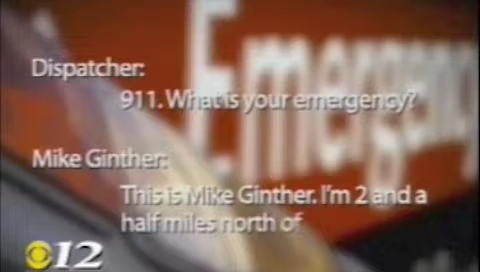 Emergency
Dispatcher:
911. What is your emergency?
Mike Ginther:
This is Mike Ginther. I'm 2 and a
half miles north of
12